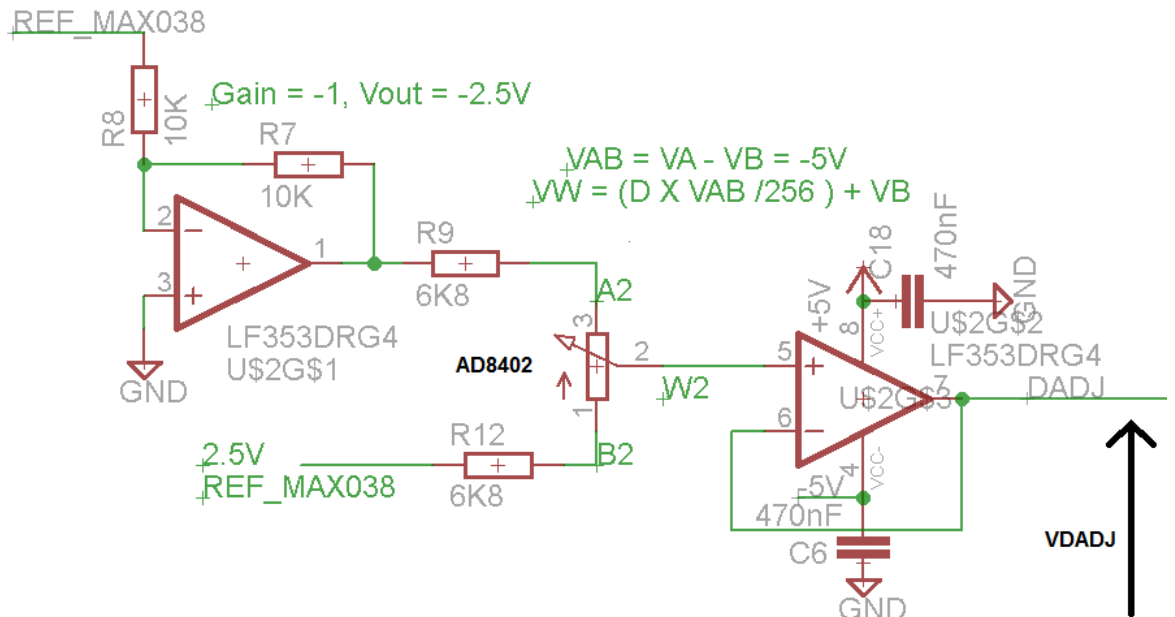 REF_MAX038
R8
10K
Gain = -1, Vout = -2.5V
R7
10K
VAB = VA - VB = -5V
VW = (D X VAB /256 ) + VB
2
3
1
LF353DRG4
U$2G$1
GND
R9
6K8
A2
3
AD8402
2
W2
1
B2
2.5V
REF_MAX038
R12
6K8
+5V
C18
470nF
GND
8
VCC+
U$2G$2
LF353DRG4
5
6
U$2G$3
7
DADJ
4
VCC-
-5V
470nF
C6
GND
VDADJ